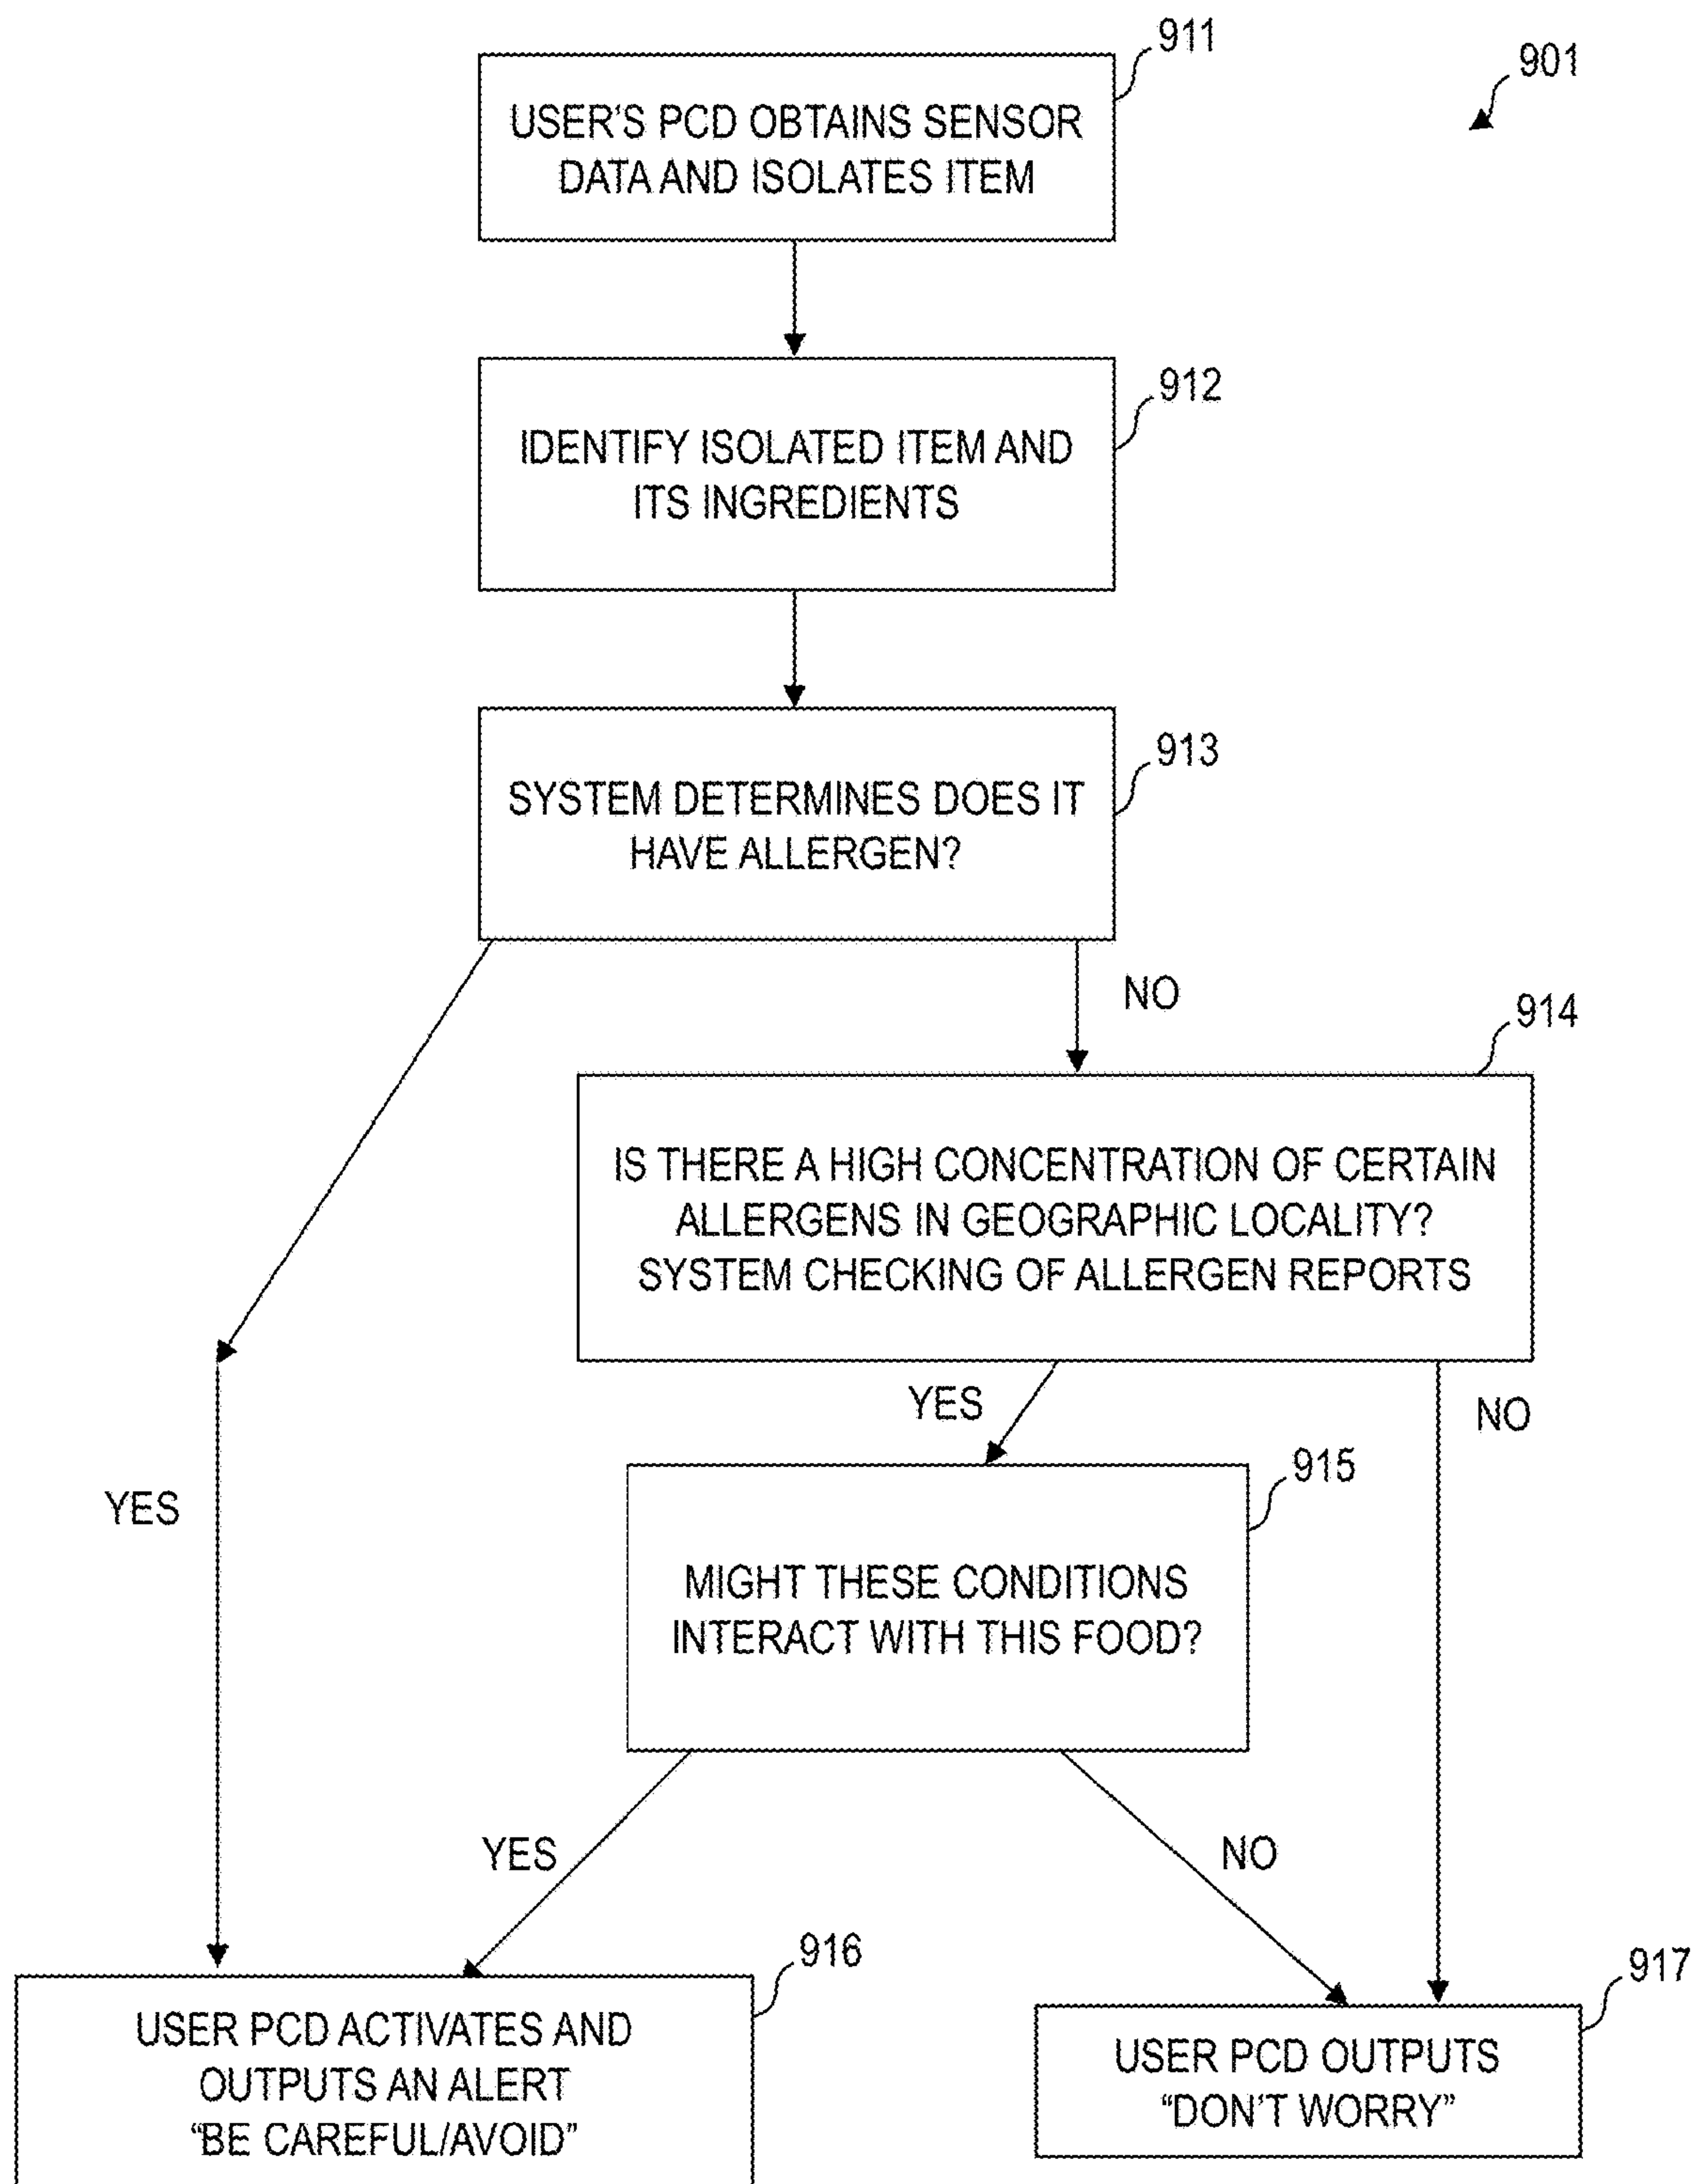 911
901
USER'S PCD OBTAINS SENSOR
DATA AND ISOLATES ITEM
912
IDENTIFY ISOLATED ITEM AND
ITS INGREDIENTS
913
SYSTEM DETERMINES DOES IT
HAVE ALLERGEN?
NO
914
IS THERE A HIGH CONCENTRATION OF CERTAIN
ALLERGENS IN GEOGRAPHIC LOCALITY?
SYSTEM CHECKING OF ALLERGEN REPORTS
YES
NO
915
YES
MIGHT THESE CONDITIONS
INTERACT WITH THIS FOOD?
YES
NO
916
917
USER PCD ACTIVATES AND
OUTPUTS AN ALERT
“BE CAREFUL/AVOID”
USER PCD OUTPUTS
“DON'T WORRY”